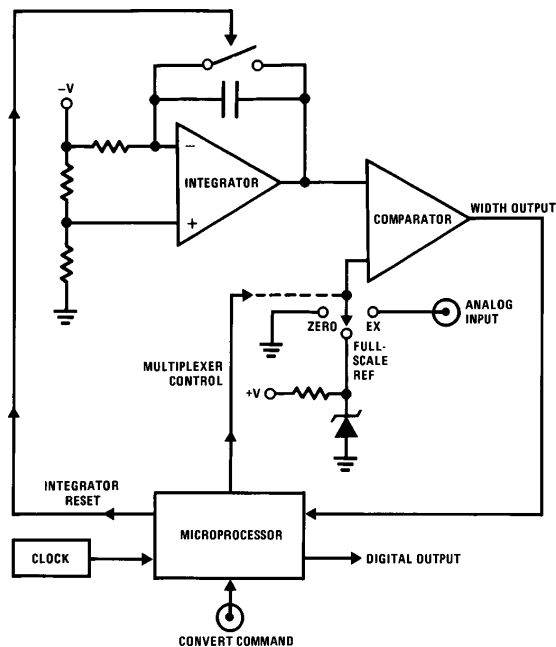 −V
−
INTEGRATOR
+
COMPARATOR
WIDTH OUTPUT
ZERO
EX
ANALOG
INPUT
FULL-
SCALE
REF
MULTIPLEXER
CONTROL
+V
INTEGRATOR
RESET
MICROPROCESSOR
CLOCK
DIGITAL OUTPUT
CONVERT COMMAND